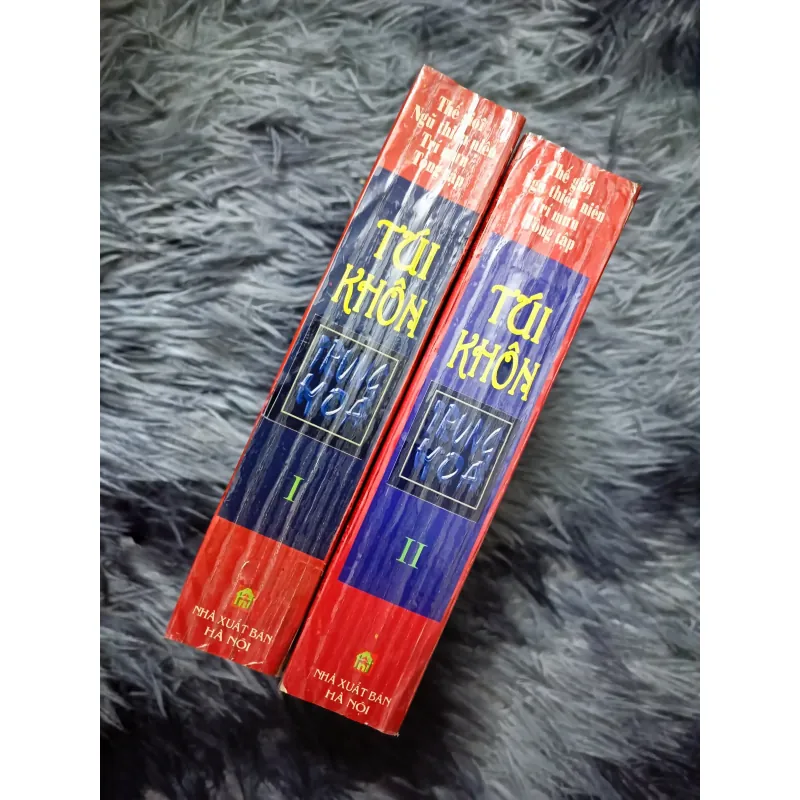 Thế giới
Ngũ thiên niên
Trí mưu
Tổng tập
TÚI
KHÔN
TRUNG
HOA
I
NHÀ XUẤT BẢN
HÀ NỘI
Thế giới
Ngũ thiên niên
Trí mưu
Tổng tập
TÚI
KHÔN
TRUNG
HOA
II
NHÀ XUẤT BẢN
HÀ NỘI